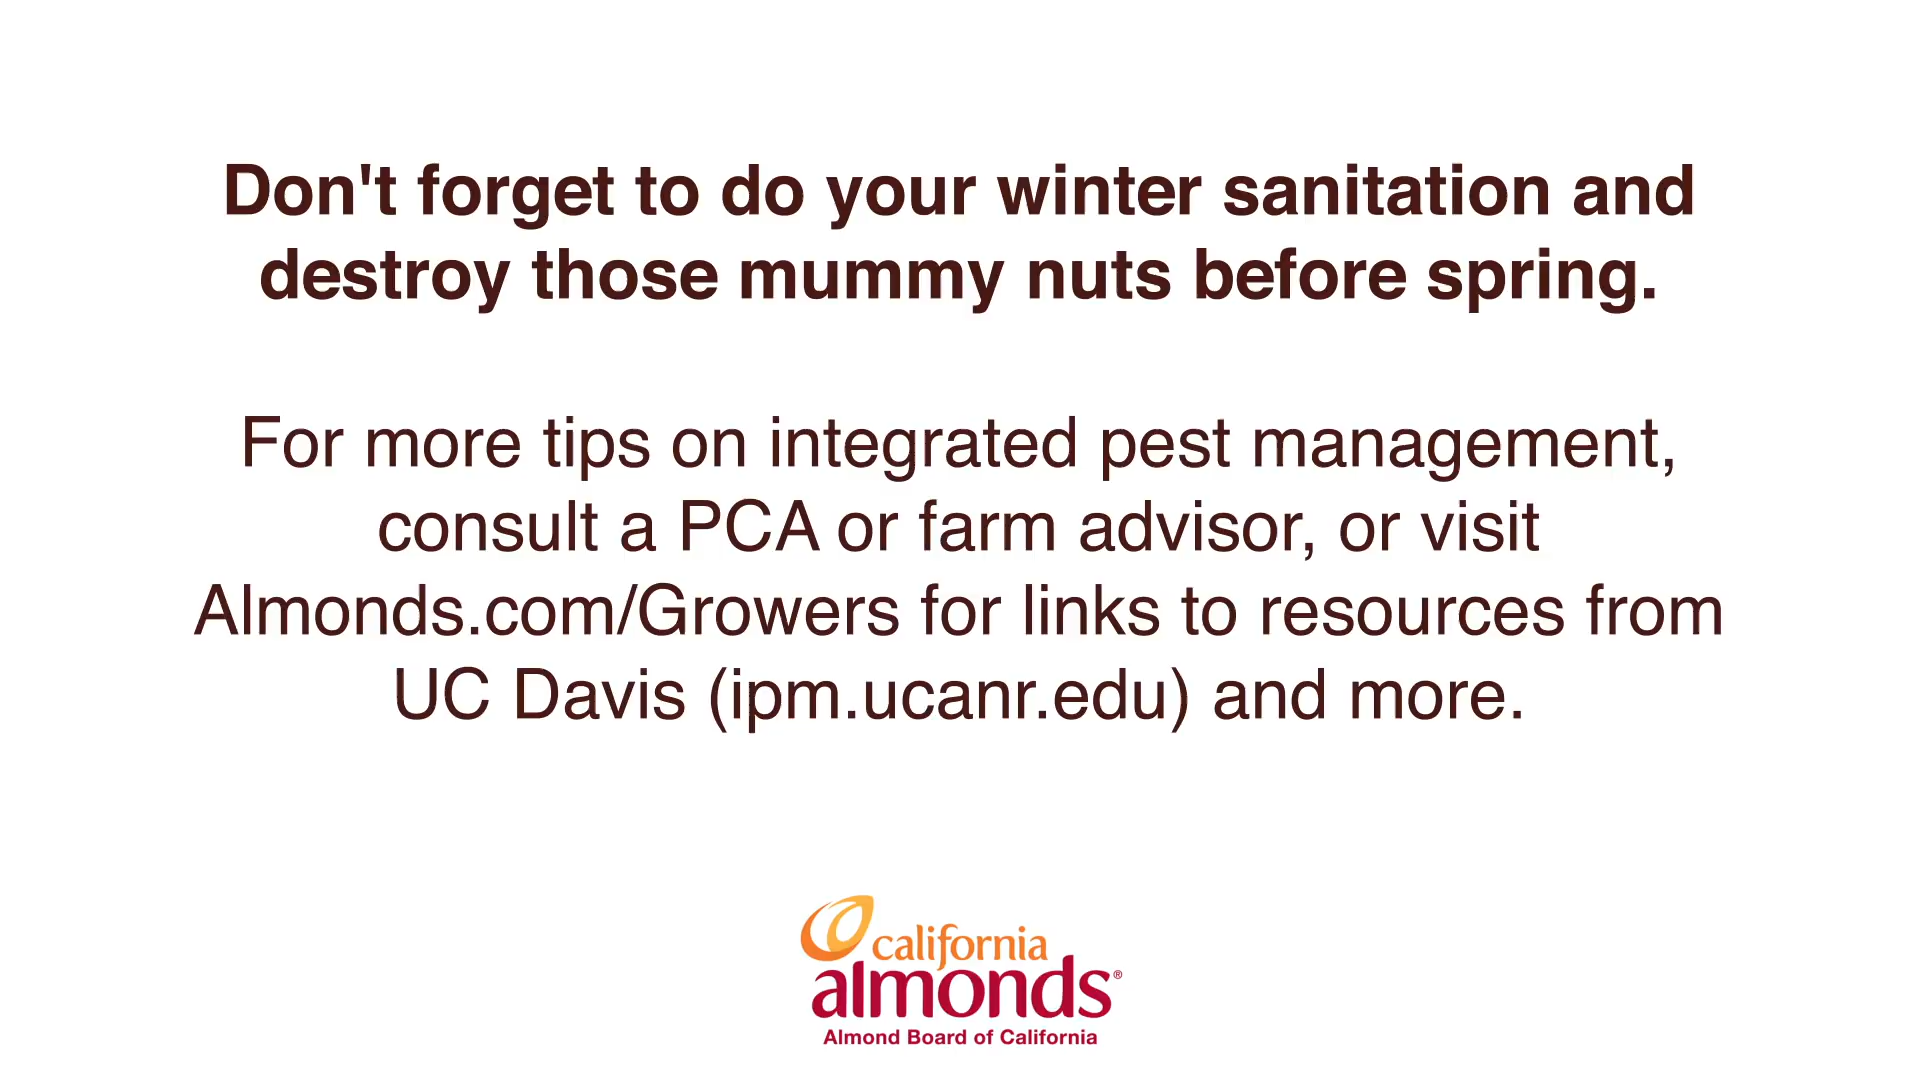 Don't forget to do your winter sanitation and
destroy those mummy nuts before spring.
For more tips on integrated pest management,
consult a PCA or farm advisor, or visit
Almonds.com/Growers for links to resources from
UC Davis (ipm.ucanr.edu) and more.
california
almonds®
Almond Board of California